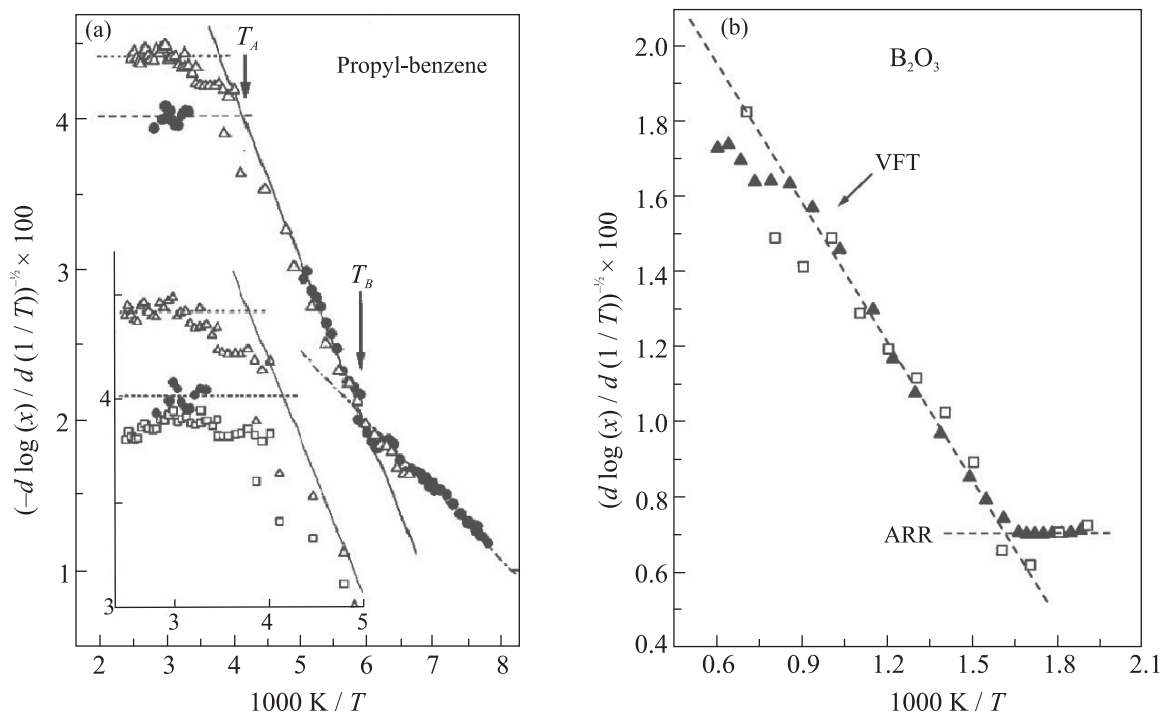 (a)
T_A
Propyl-benzene
T_B
4
3
2
1
4
3
3
4
5
2
3
4
5
6
7
8
1000 K / T
(−d log (x) / d (1 / T))^−½ × 100
(b)
B₂O₃
VFT
ARR
2.0
1.8
1.6
1.4
1.2
1.0
0.8
0.6
0.4
0.6
0.9
1.2
1.5
1.8
2.1
1000 K / T
(d log (x) / d (1 / T))^−½ × 100